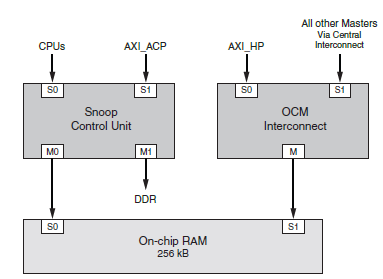 All other Masters
Via Central
Interconnect
CPUs
AXI_ACP
AXI_HP
S0
S1
S0
S1
Snoop
Control Unit
OCM
Interconnect
M0
M1
M
DDR
S0
S1
On-chip RAM
256 kB